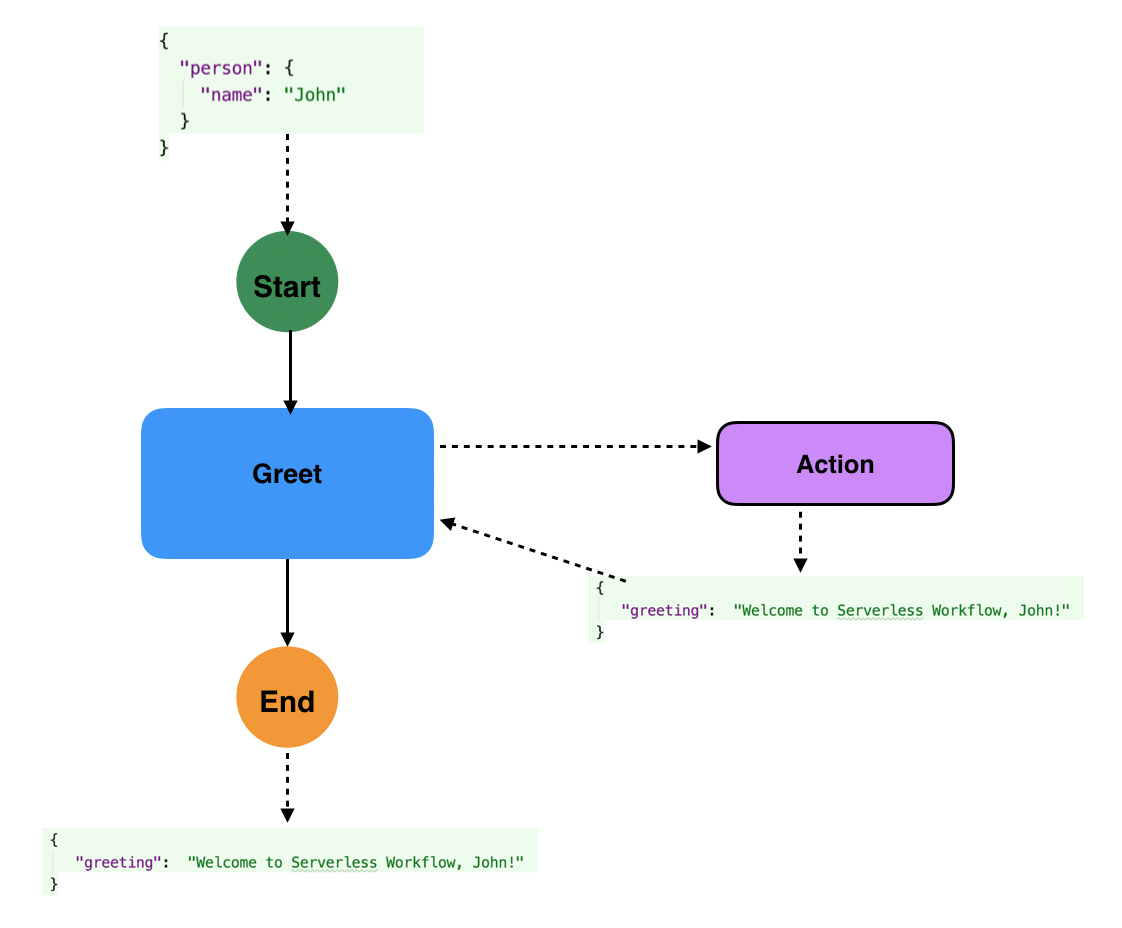 {
  "person": {
    "name": "John"
  }
}
Start
Greet
Action
{
   "greeting":  "Welcome to Serverless Workflow, John!"
}
End
{
   "greeting":  "Welcome to Serverless Workflow, John!"
}